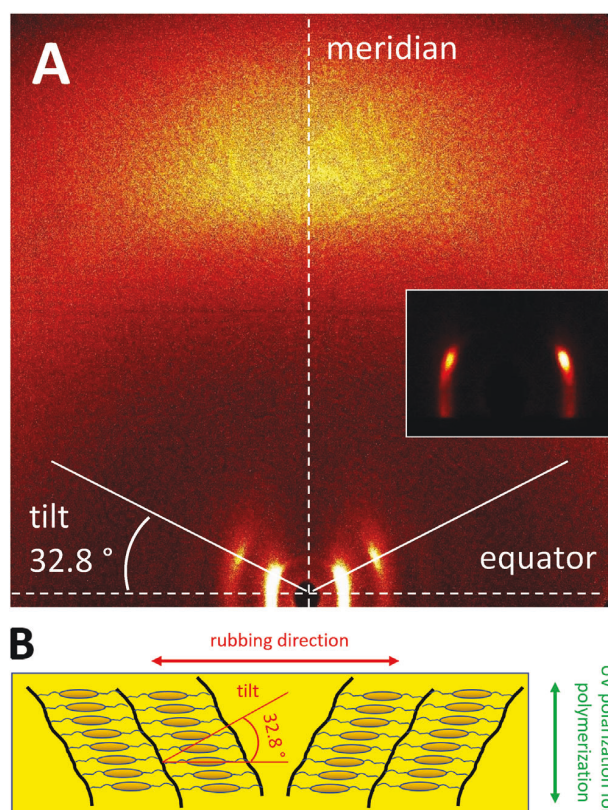 A
meridian
tilt
32.8 °
equator
B
rubbing direction
tilt
32.8 °
polymerization